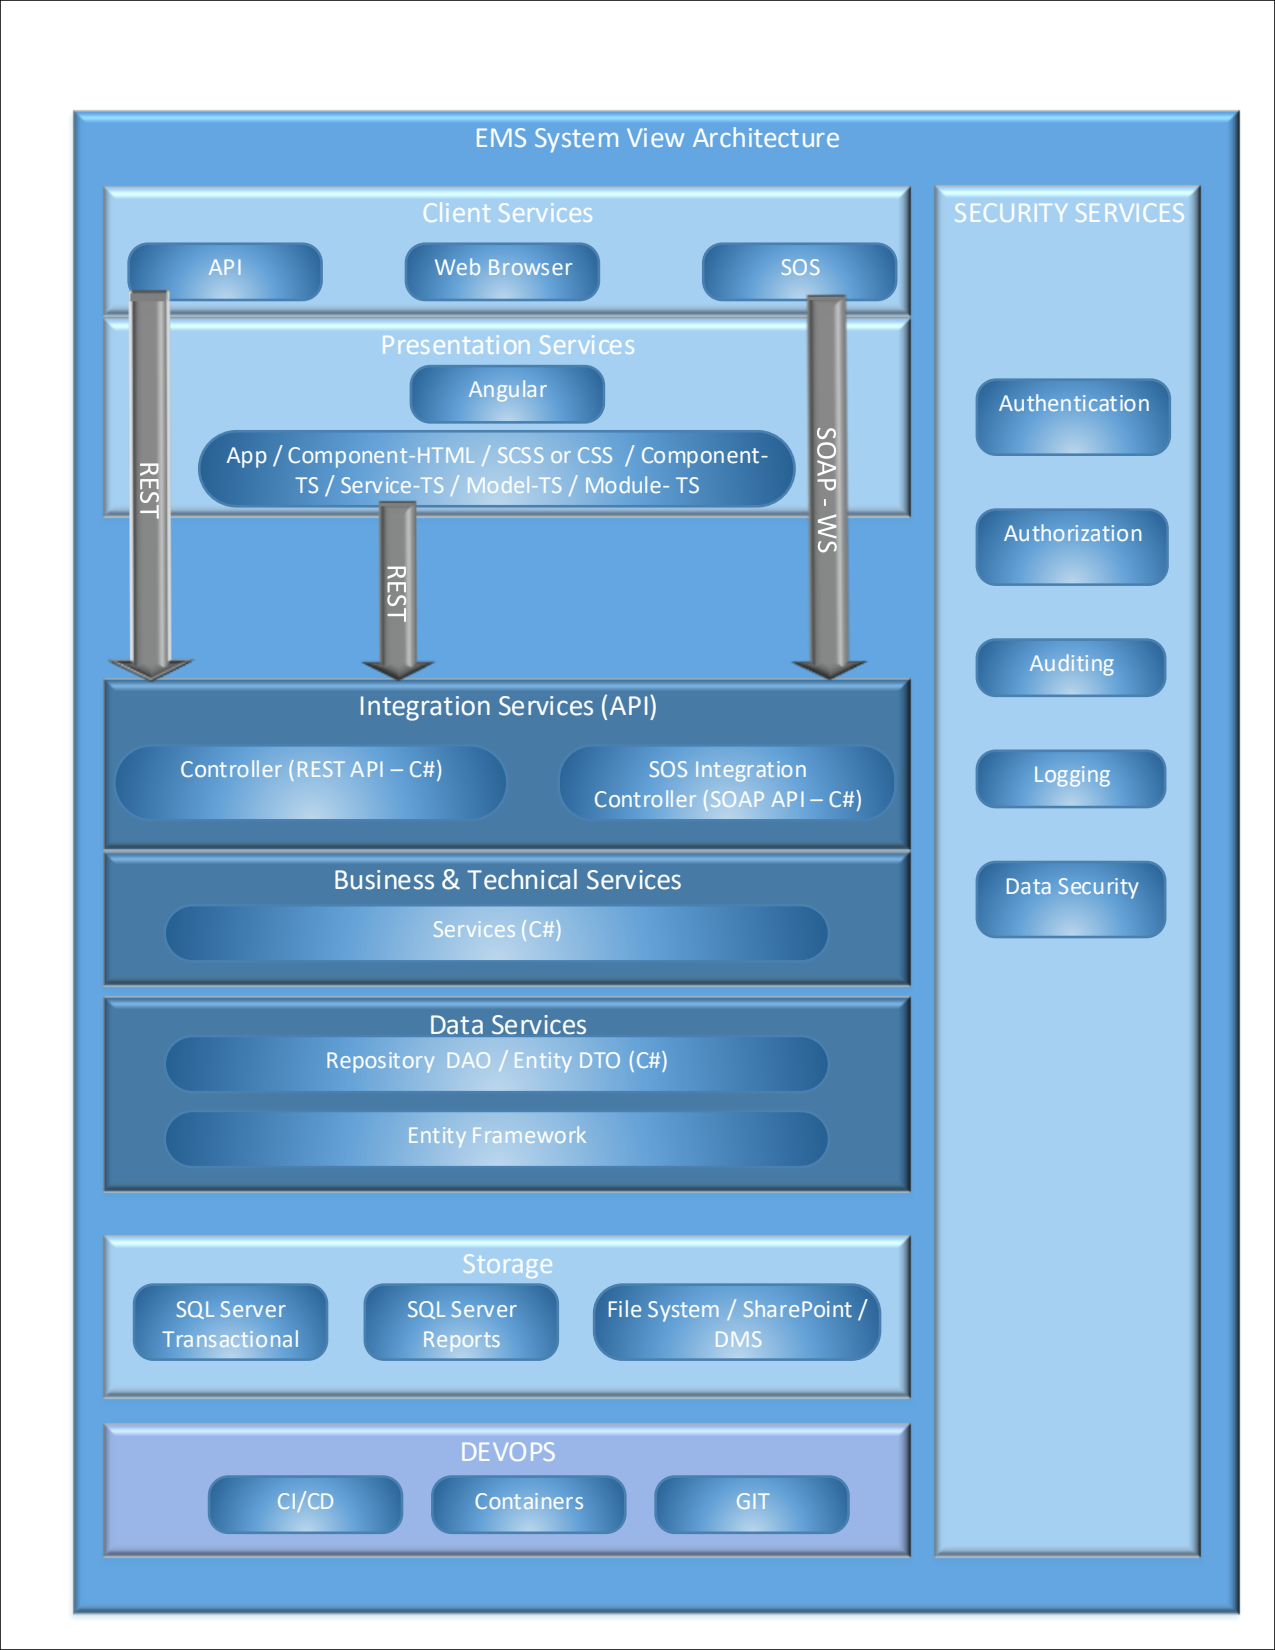 EMS System View Architecture
Client Services
API
Web Browser
SOS
Presentation Services
Angular
App / Component-HTML / SCSS or CSS / Component-
TS / Service-TS / Model-TS / Module- TS
REST
REST
SOAP - WS
Integration Services (API)
Controller (REST API – C#)
SOS Integration
Controller (SOAP API – C#)
Business & Technical Services
Services (C#)
Data Services
Repository DAO / Entity DTO (C#)
Entity Framework
Storage
SQL Server
Transactional
SQL Server
Reports
File System / SharePoint /
DMS
DEVOPS
CI/CD
Containers
GIT
SECURITY SERVICES
Authentication
Authorization
Auditing
Logging
Data Security